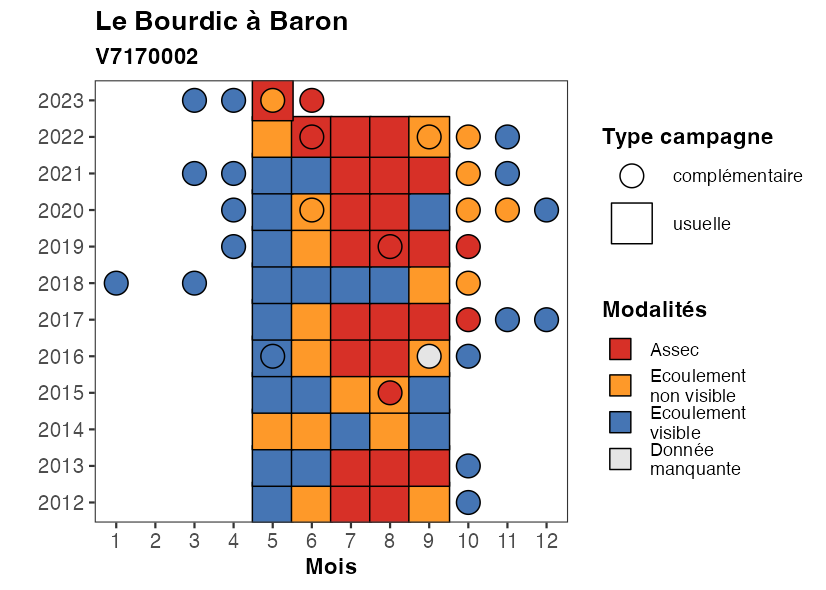 Le Bourdic à Baron
V7170002
2023
2022
2021
2020
2019
2018
2017
2016
2015
2014
2013
2012
1 2 3 4 5 6 7 8 9 10 11 12
Mois
Type campagne
complémentaire
usuelle
Modalités
Assec
Ecoulement
non visible
Ecoulement
visible
Donnée
manquante